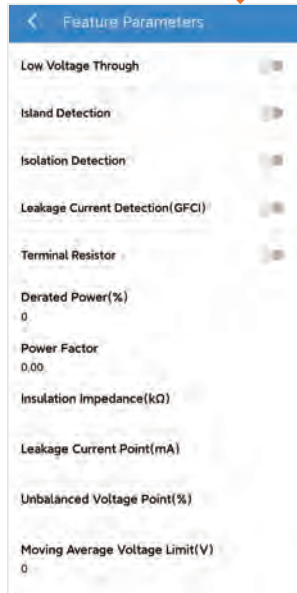 Feature Parameters
Low Voltage Through
Island Detection
Isolation Detection
Leakage Current Detection(GFCI)
Terminal Resistor
Derated Power(%)
0
Power Factor
0.00
Insulation Impedance(kΩ)
Leakage Current Point(mA)
Unbalanced Voltage Point(%)
Moving Average Voltage Limit(V)
0